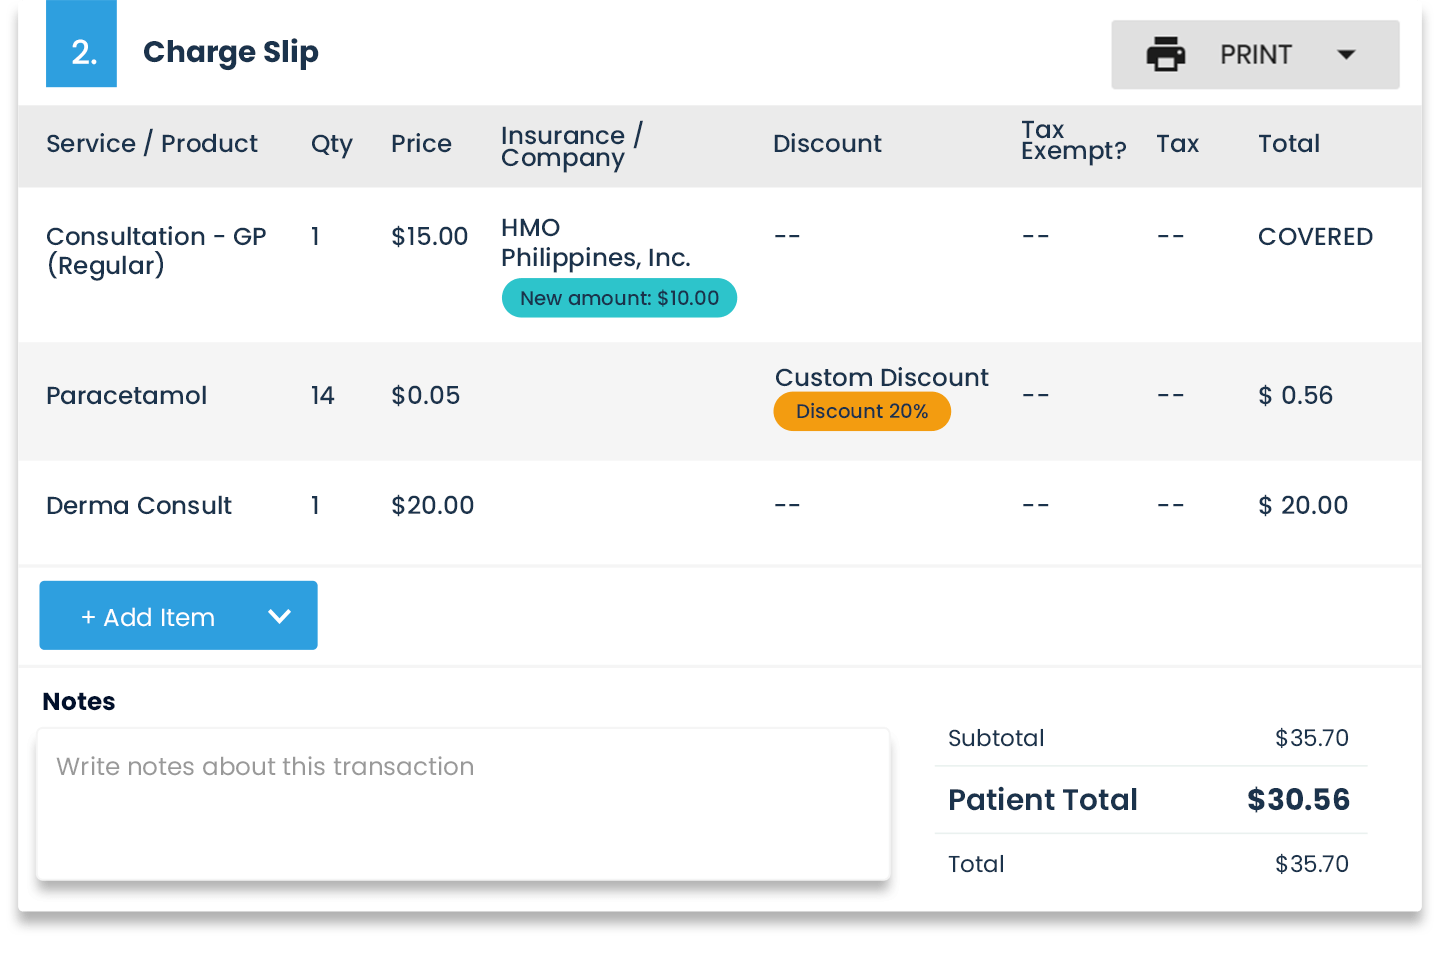 2. Charge Slip PRINT
Service / Product Qty Price Insurance / Company Discount Tax Exempt? Tax Total
Consultation - GP (Regular) 1 $15.00 HMO Philippines, Inc. -- -- -- COVERED
New amount: $10.00
Paracetamol 14 $0.05 Custom Discount -- -- $ 0.56
Discount 20%
Derma Consult 1 $20.00 -- -- -- $ 20.00
+ Add Item
Notes
Write notes about this transaction
Subtotal $35.70
Patient Total $30.56
Total $35.70